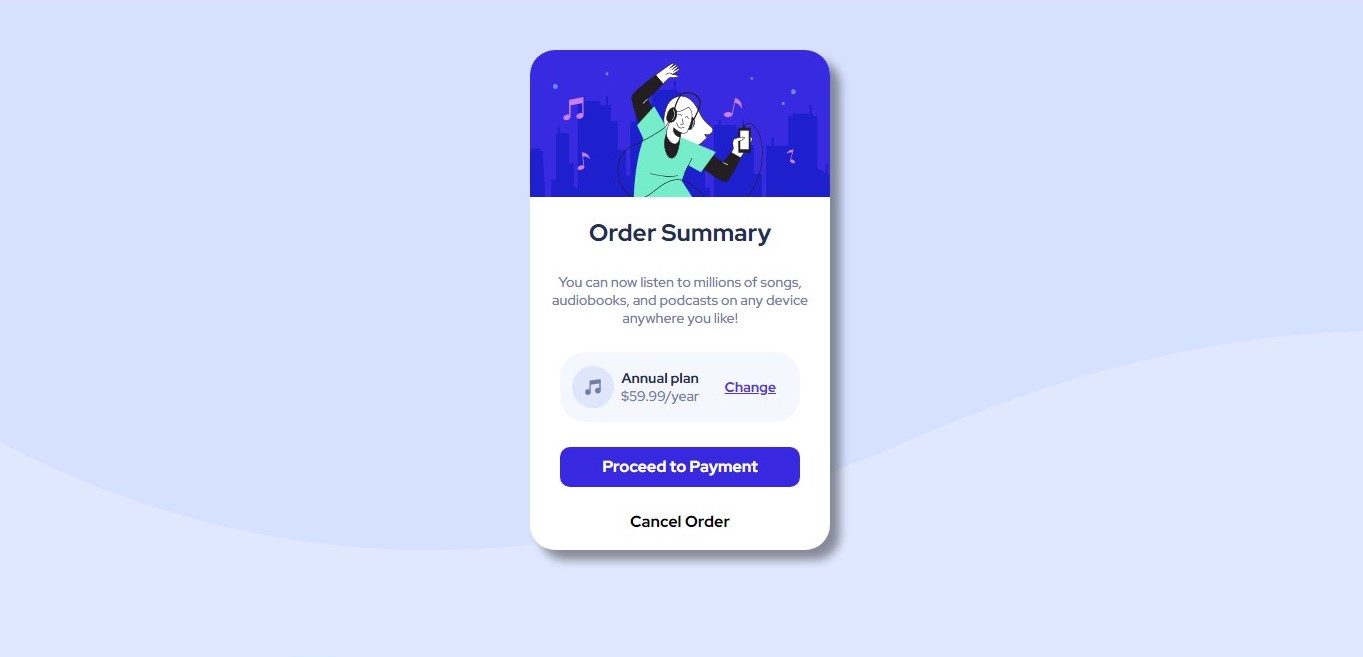 Order Summary
You can now listen to millions of songs,
audiobooks, and podcasts on any device
anywhere you like!
Annual plan
$59.99/year
Change
Proceed to Payment
Cancel Order